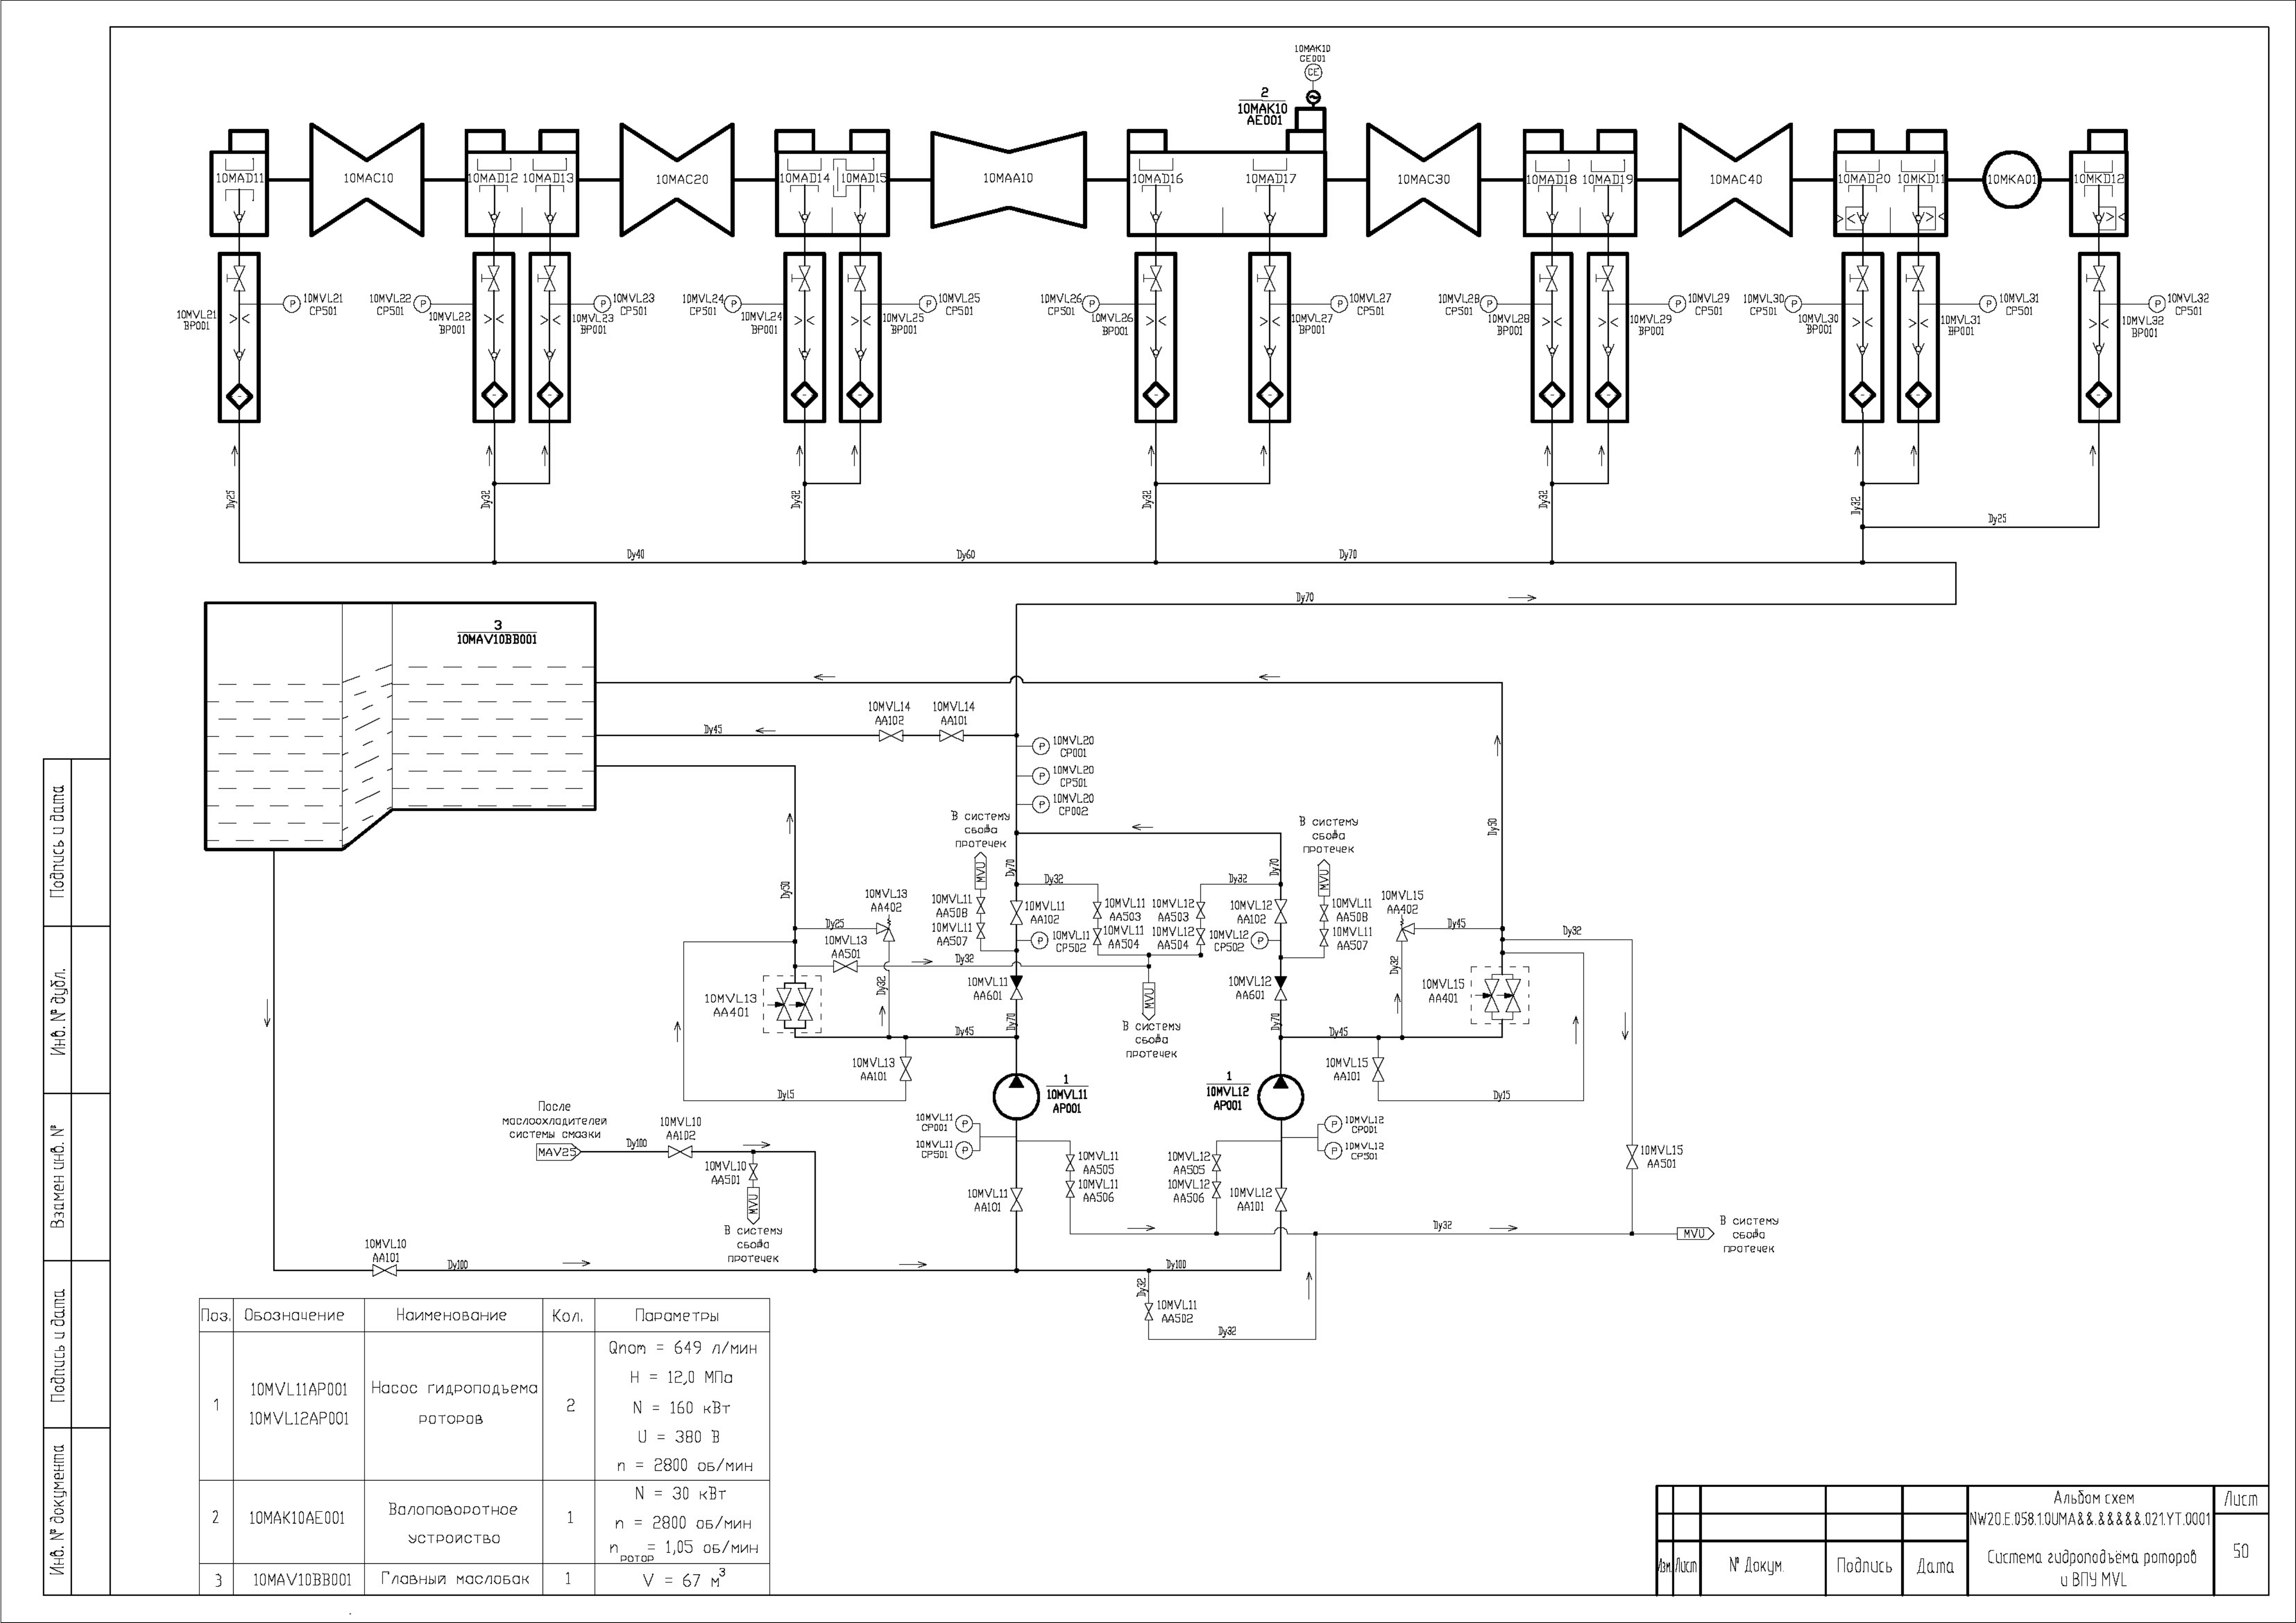 10MAK10
CE001
CE
2
10MAK10
AE001
10MAD11
10MAC10
10MAD12
10MAD13
10MAC20
10MAD14
10MAD15
10MAA10
10MAD16
10MAD17
10MAC30
10MAD18
10MAD19
10MAC40
10MAD20
10MKD11
10MKA01
10MKD12
10MVL21
BP001
P
10MVL21
CP501
10MVL22
CP501
P
10MVL22
BP001
10MVL23
BP001
P
10MVL23
CP501
10MVL24
CP501
P
10MVL24
BP001
10MVL25
BP001
P
10MVL25
CP501
10MVL26
CP501
P
10MVL26
BP001
10MVL27
BP001
P
10MVL27
CP501
10MVL28
CP501
P
10MVL28
BP001
10MVL29
BP001
P
10MVL29
CP501
10MVL30
CP501
P
10MVL30
BP001
10MVL31
BP001
P
10MVL31
CP501
10MVL32
BP001
P
10MVL32
CP501
Dy25
Dy32
Dy32
Dy32
Dy32
Dy32
Dy25
Dy40
Dy60
Dy70
Dy70
3
10MAV10BB001
10MVL14
AA102
10MVL14
AA101
Dy45
P
10MVL20
CP001
P
10MVL20
CP501
P
10MVL20
CP002
В систему
сбора
протечек
MVU
В систему
сбора
протечек
MVU
Dy50
Dy50
Dy70
Dy70
Dy32
Dy32
10MVL13
AA402
Dy25
10MVL13
AA501
10MVL11
AA508
10MVL11
AA507
10MVL11
AA102
P
10MVL11
CP502
10MVL11
AA503
10MVL11
AA504
10MVL12
AA503
10MVL12
AA504
10MVL12
AA102
10MVL12
CP502
P
10MVL11
AA508
10MVL11
AA507
10MVL15
AA402
Dy45
Dy32
Dy32
Dy32
Dy32
10MVL13
AA401
10MVL11
AA601
10MVL12
AA601
10MVL15
AA401
MVU
В систему
сбора
протечек
Dy70
Dy70
Dy45
Dy45
10MVL13
AA101
10MVL15
AA101
Dy15
Dy15
1
10MVL11
AP001
1
10MVL12
AP001
10MVL11
CP001
P
10MVL11
CP501
P
P
10MVL12
CP001
P
10MVL12
CP501
После
маслоохладителей
системы смазки
MAV25
Dy100
10MVL10
AA102
10MVL10
AA501
MVU
В систему
сбора
протечек
10MVL11
AA505
10MVL11
AA506
10MVL12
AA505
10MVL12
AA506
10MVL11
AA101
10MVL12
AA101
10MVL15
AA501
Dy32
MVU
В систему
сбора
протечек
10MVL10
AA101
Dy100
Dy100
Dy32
10MVL11
AA502
Dy32
Поз. Обозначение Наименование Кол. Параметры
1
10MVL11AP001
10MVL12AP001
Насос гидроподъема
роторов
2
Qnom = 649 л/мин
H = 12,0 МПа
N = 160 кВт
U = 380 В
n = 2800 об/мин
2
10MAK10AE001
Валоповоротное
устройство
1
N = 30 кВт
n = 2800 об/мин
n ротор = 1,05 об/мин
3 10MAV10BB001 Главный маслобак 1 V = 67 м3
Подпись и дата
Инв. № дубл.
Взамен инв. №
Подпись и дата
Инв. № документа
Изм. Лист № Докум. Подпись Дата
Альбом схем
NW20.E.058.1.0UMA&&.&&&&&.021.YT.0001
Система гидроподъёма роторов
и ВПУ MVL
Лист
50